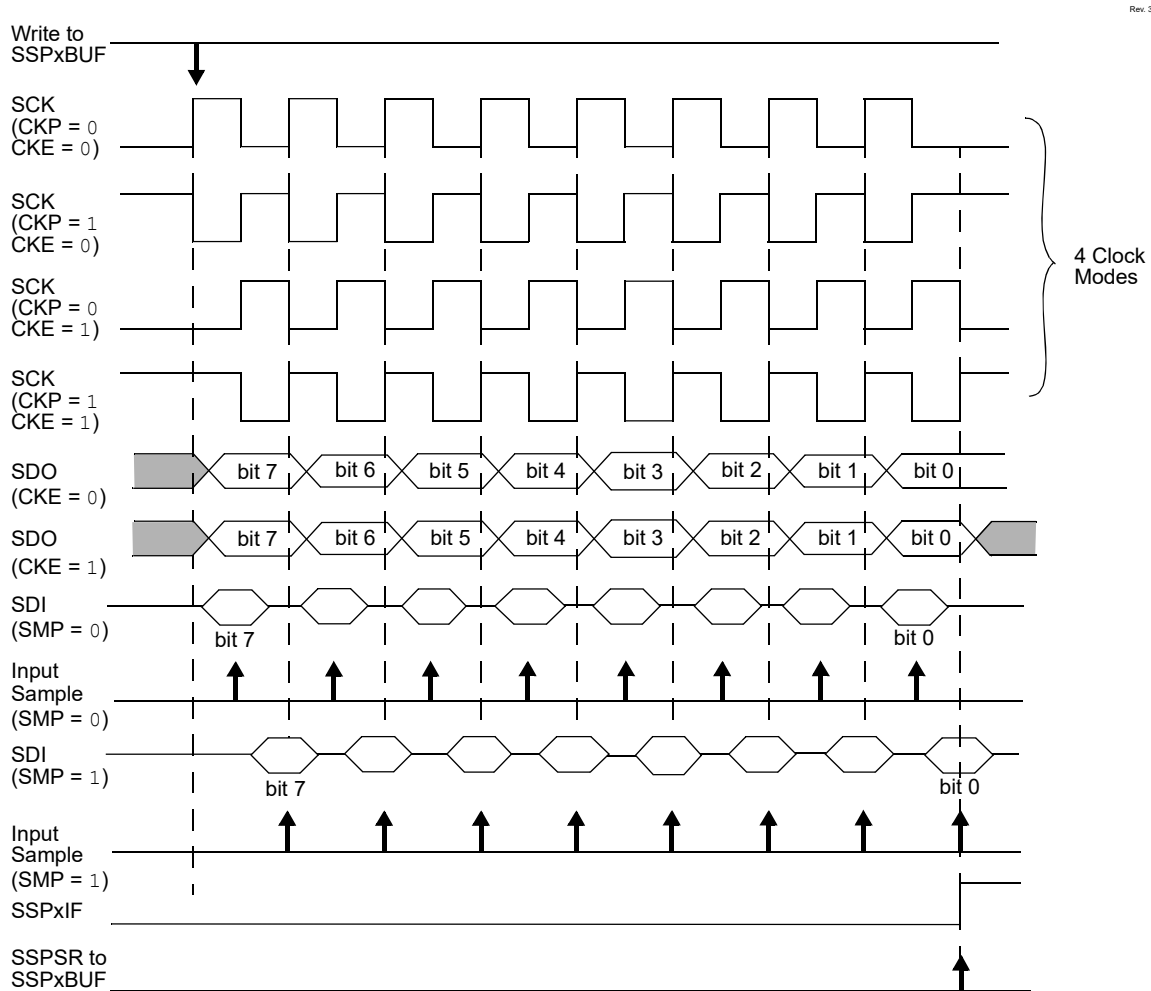 Rev. 3
Write to
SSPxBUF
SCK
(CKP = 0
CKE = 0)
SCK
(CKP = 1
CKE = 0)
SCK
(CKP = 0
CKE = 1)
SCK
(CKP = 1
CKE = 1)
4 Clock
Modes
SDO
(CKE = 0)
bit 7 bit 6 bit 5 bit 4 bit 3 bit 2 bit 1 bit 0
SDO
(CKE = 1)
bit 7 bit 6 bit 5 bit 4 bit 3 bit 2 bit 1 bit 0
SDI
(SMP = 0)
bit 7 bit 0
Input
Sample
(SMP = 0)
SDI
(SMP = 1)
bit 7 bit 0
Input
Sample
(SMP = 1)
SSPxIF
SSPSR to
SSPxBUF